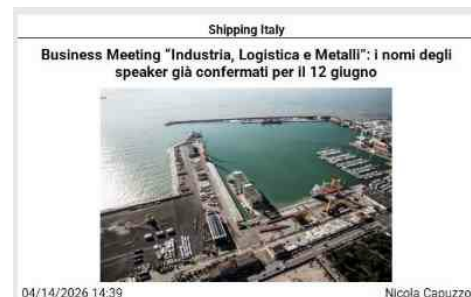 Shipping Italy
Business Meeting “Industria, Logistica e Metalli”: i nomi degli
speaker già confermati per il 12 giugno
04/14/2026 14:39
Nicola Capuzzo